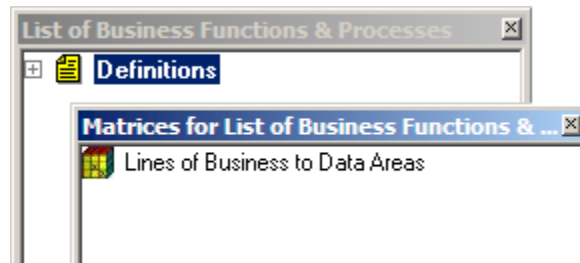 List of Business Functions & Processes
Definitions
Matrices for List of Business Functions & ...
Lines of Business to Data Areas